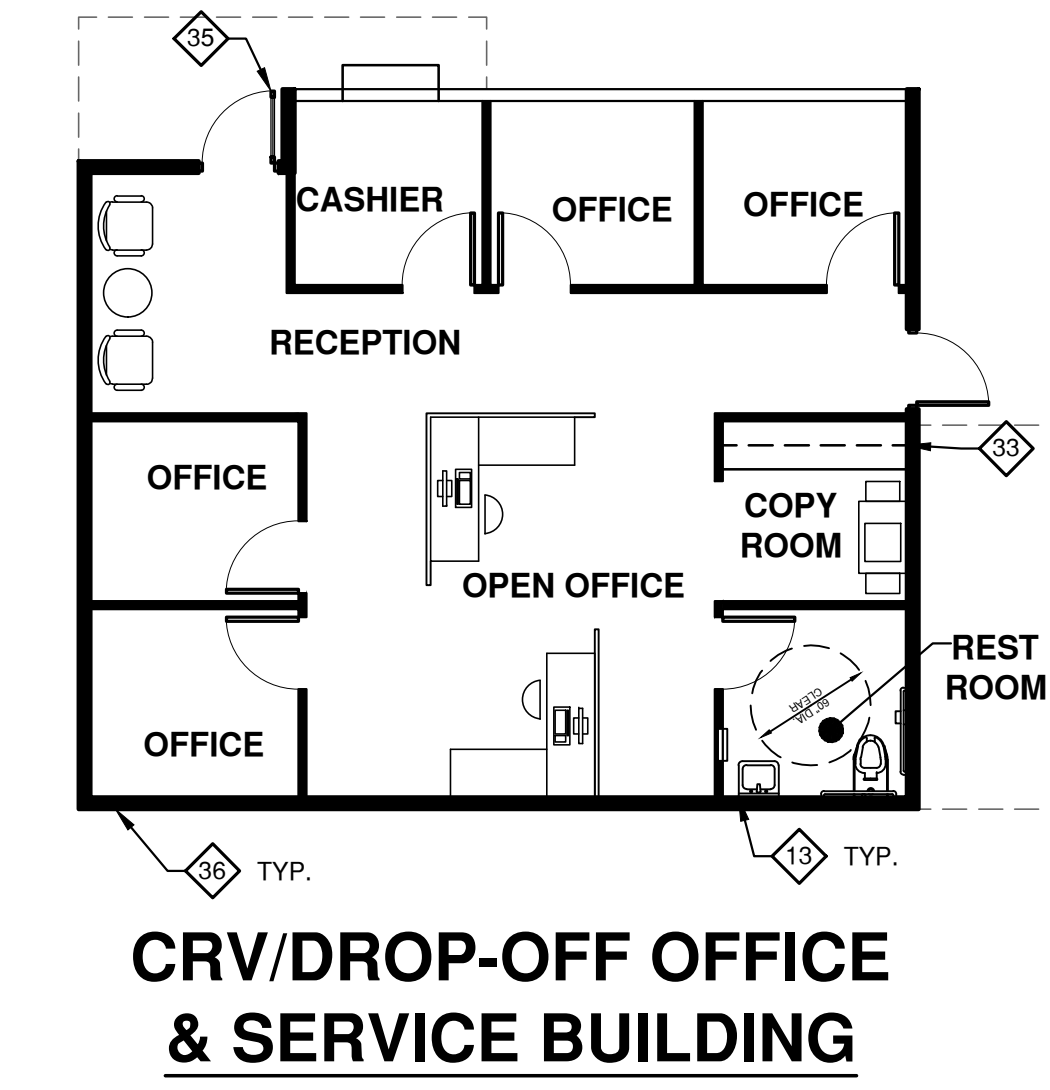 35
CASHIER
OFFICE
OFFICE
RECEPTION
33
OFFICE
COPY
ROOM
OPEN OFFICE
REST
ROOM
60" DIA.
CLEAR
OFFICE
36 TYP.
13 TYP.
CRV/DROP-OFF OFFICE
& SERVICE BUILDING